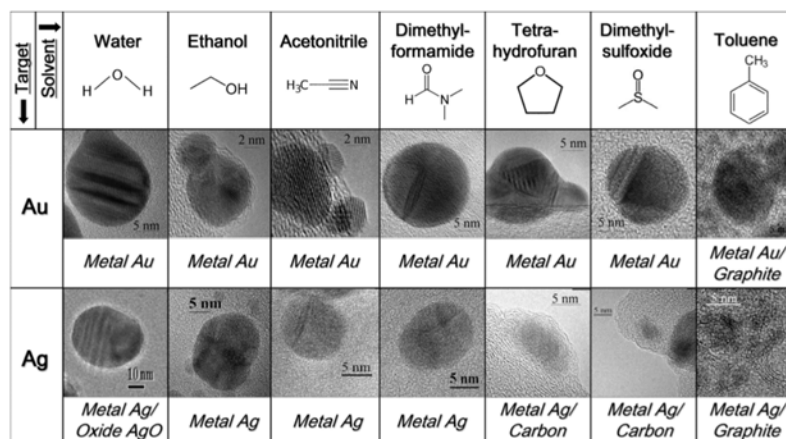 Target
Solvent
Water
Ethanol
Acetonitrile
Dimethyl-
formamide
Tetra-
hydrofuran
Dimethyl-
sulfoxide
Toluene
H O H
OH
H₃C N
O
H N
O
O
S
CH₃
Au
5 nm
2 nm
2 nm
5 nm
5 nm
5 nm
Metal Au
Metal Au
Metal Au
Metal Au
Metal Au
Metal Au
Metal Au/
Graphite
Ag
10 nm
5 nm
5 nm
5 nm
5 nm
5 nm
5 nm
Metal Ag/
Oxide AgO
Metal Ag
Metal Ag
Metal Ag
Metal Ag/
Carbon
Metal Ag/
Carbon
Metal Ag/
Graphite